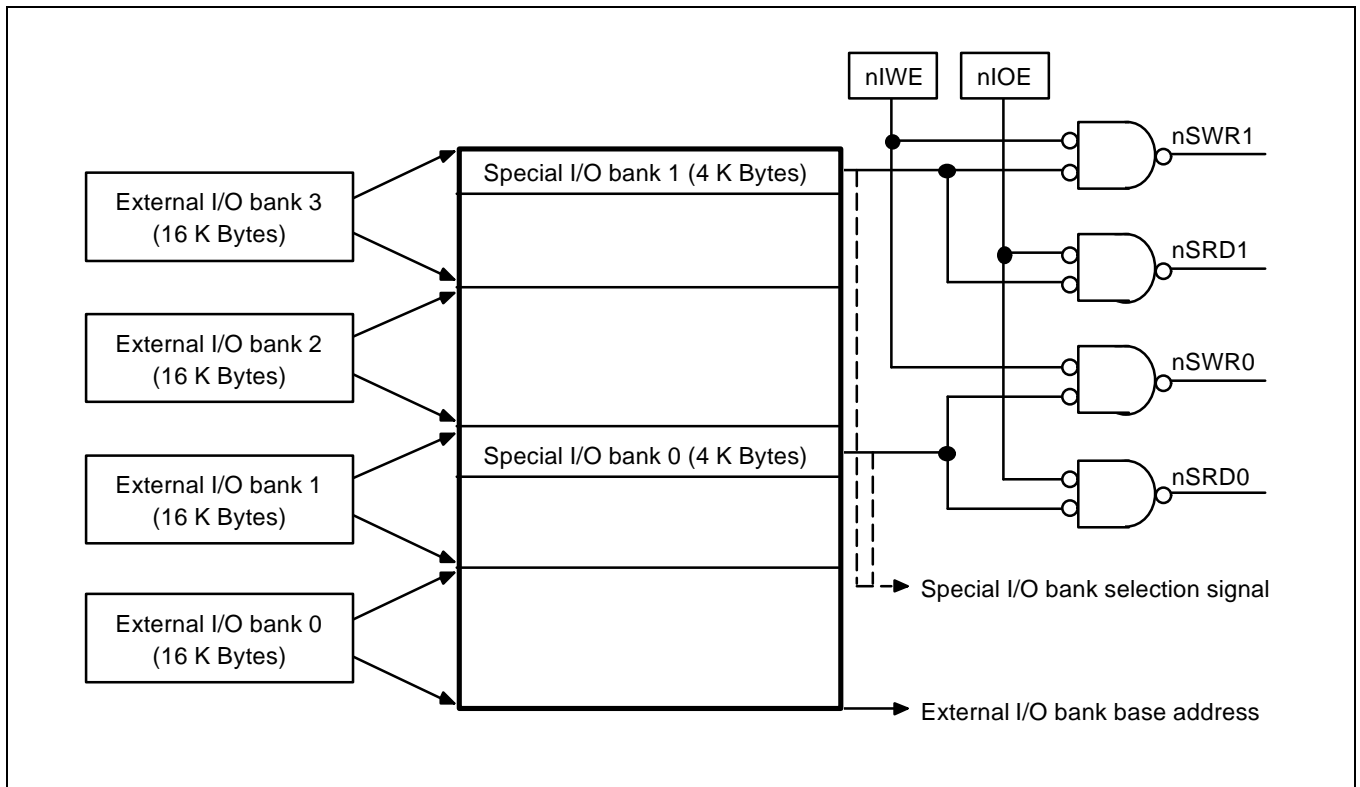 nIWE
nIOE
nSWR1
Special I/O bank 1 (4 K Bytes)
External I/O bank 3
(16 K Bytes)
nSRD1
External I/O bank 2
(16 K Bytes)
nSWR0
Special I/O bank 0 (4 K Bytes)
External I/O bank 1
(16 K Bytes)
nSRD0
Special I/O bank selection signal
External I/O bank 0
(16 K Bytes)
External I/O bank base address